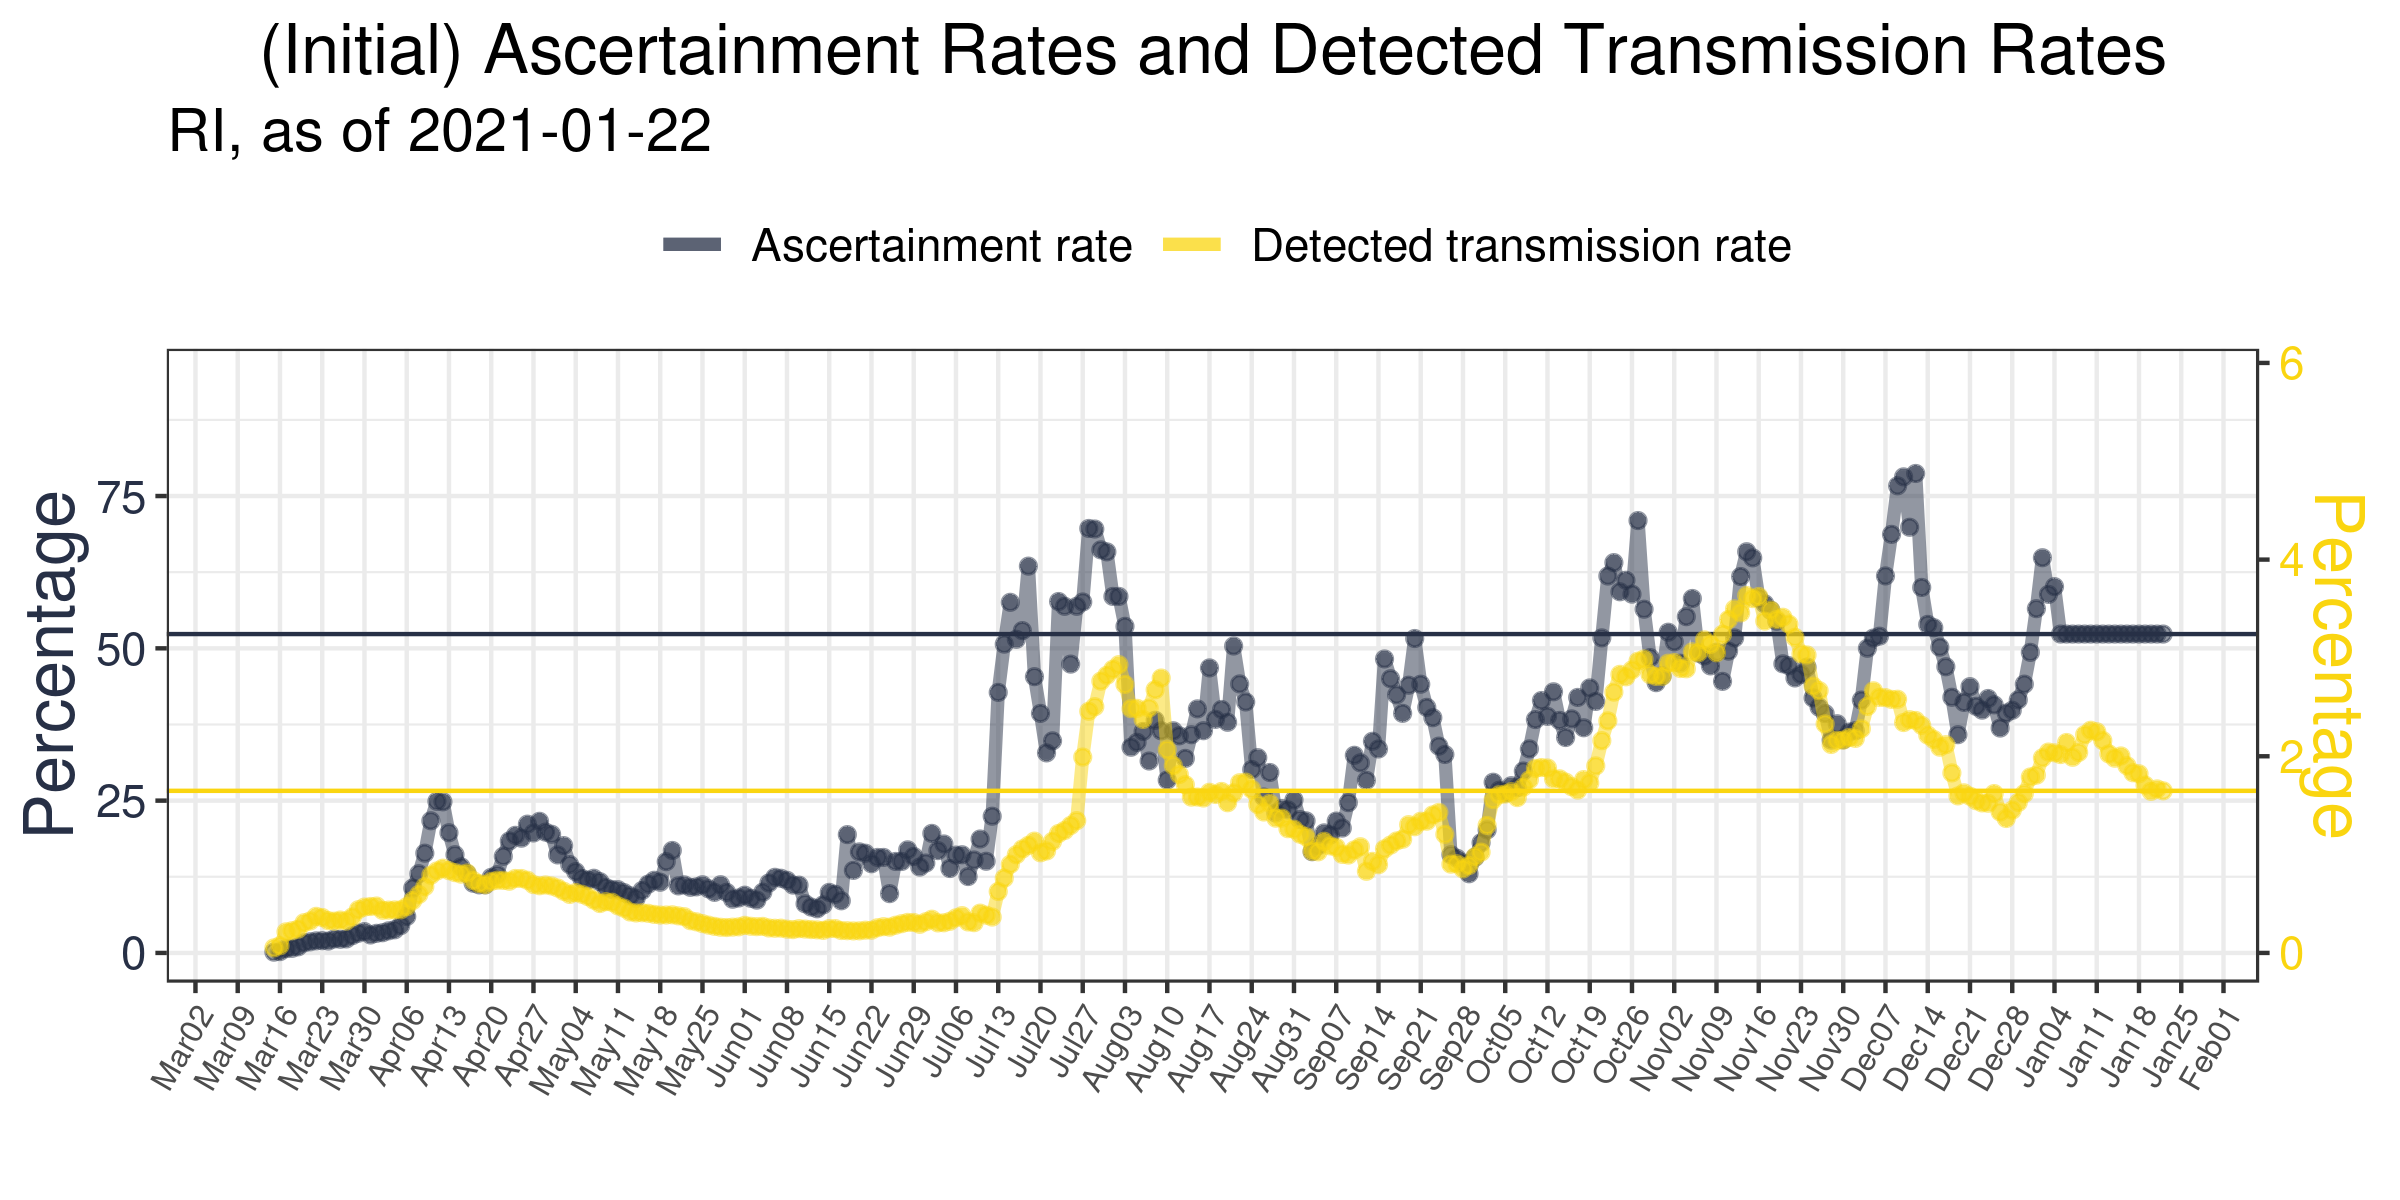 (Initial) Ascertainment Rates and Detected Transmission Rates
RI, as of 2021-01-22
Ascertainment rate Detected transmission rate
Percentage
75
50
25
0
6
4
2
0
Percentage
Mar02 Mar09 Mar16 Mar23 Mar30 Apr06 Apr13 Apr20 Apr27 May04 May11 May18 May25 Jun01 Jun08 Jun15 Jun22 Jun29 Jul06 Jul13 Jul20 Jul27 Aug03 Aug10 Aug17 Aug24 Aug31 Sep07 Sep14 Sep21 Sep28 Oct05 Oct12 Oct19 Oct26 Nov02 Nov09 Nov16 Nov23 Nov30 Dec07 Dec14 Dec21 Dec28 Jan04 Jan11 Jan18 Jan25 Feb01